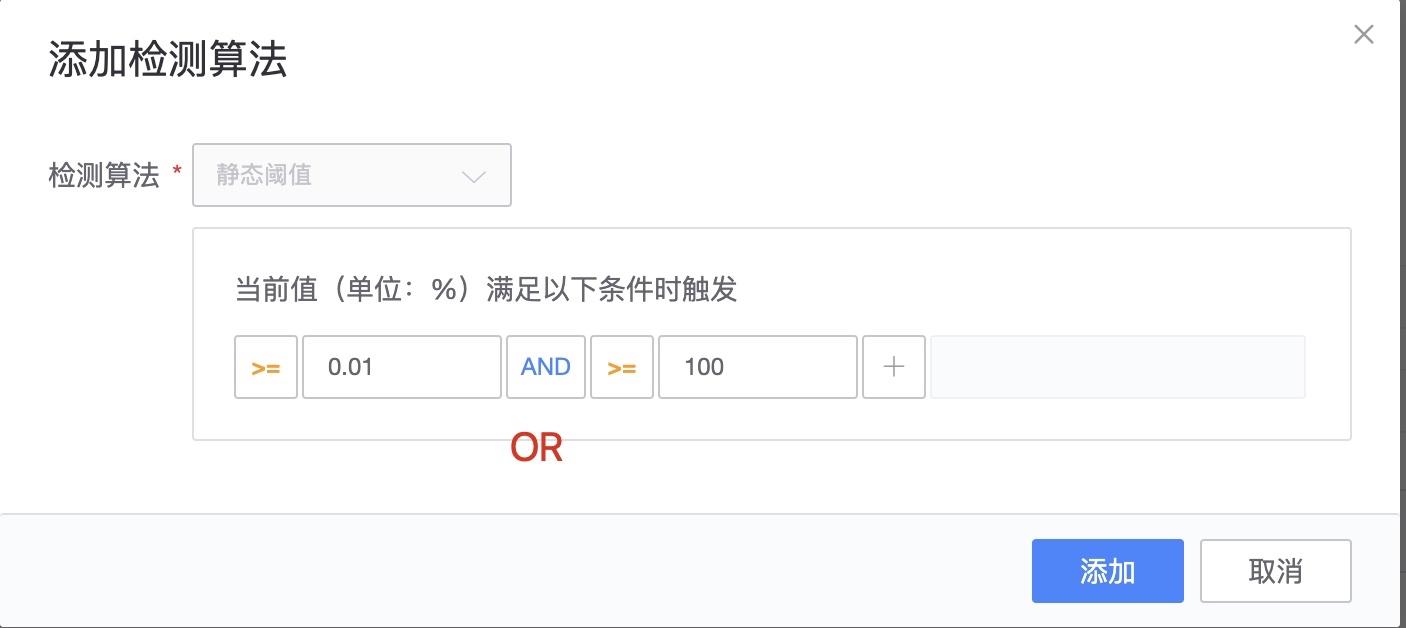 添加检测算法
检测算法 * 静态阈值
当前值（单位：%）满足以下条件时触发
>= 0.01 AND >= 100 +
OR
添加 取消